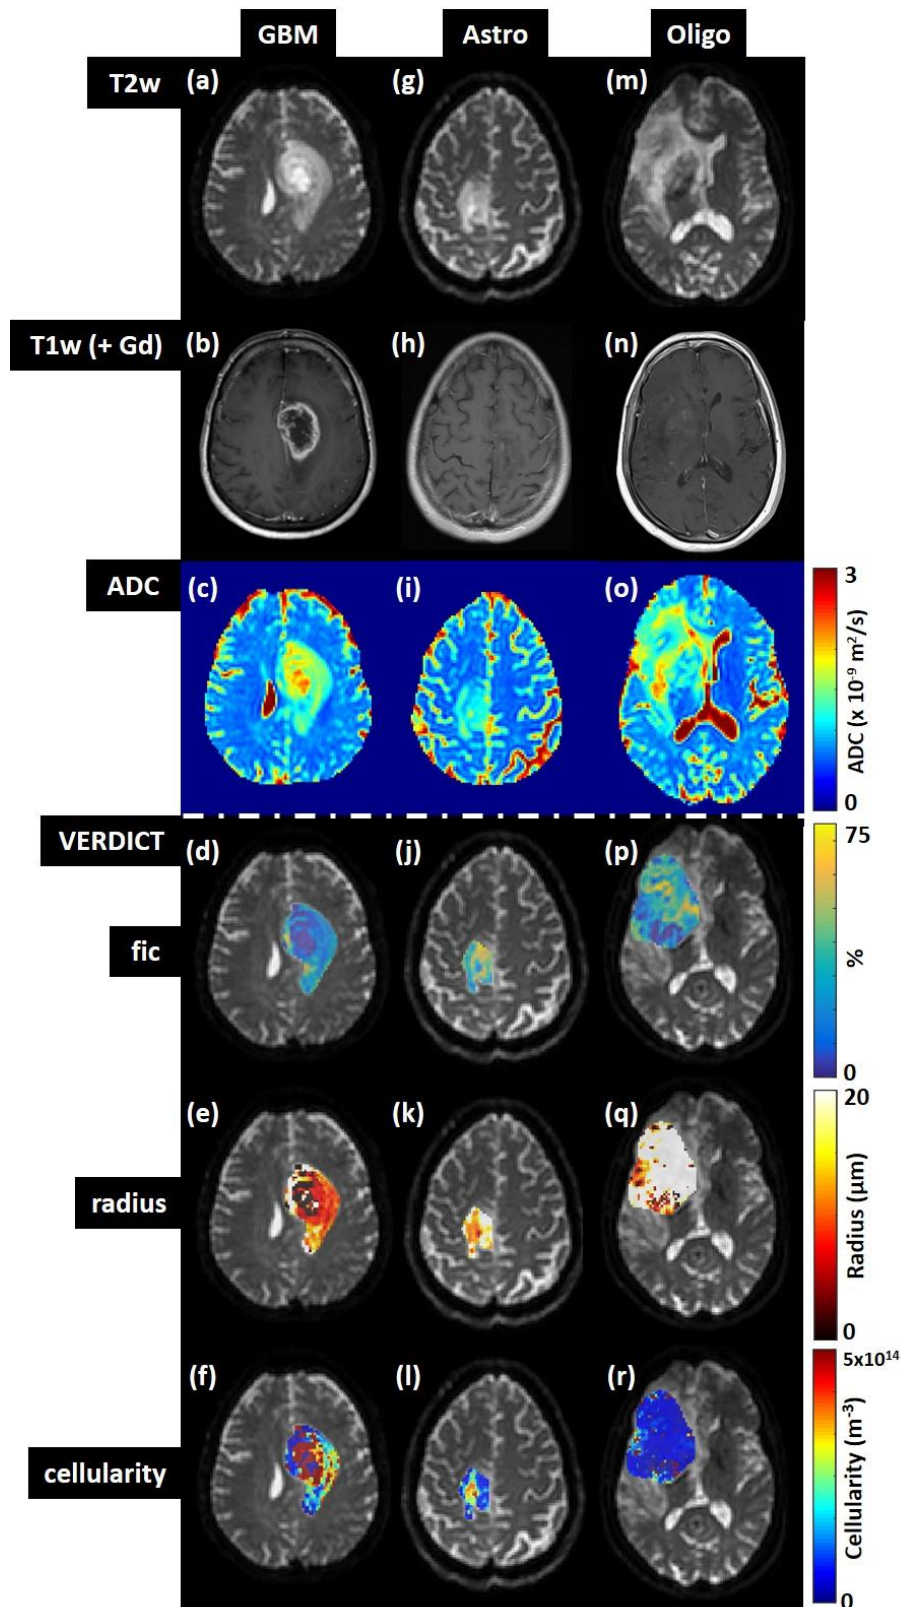 GBM Astro Oligo
T2w (a) (g) (m)
T1w (+ Gd) (b) (h) (n)
ADC (c) (i) (o)
3
ADC (x 10⁻⁹ m²/s)
0
VERDICT (d) (j) (p)
fic
75
%
0
(e) (k) (q)
radius
20
Radius (µm)
0
(f) (l) (r)
cellularity
5x10¹⁴
Cellularity (m⁻³)
0